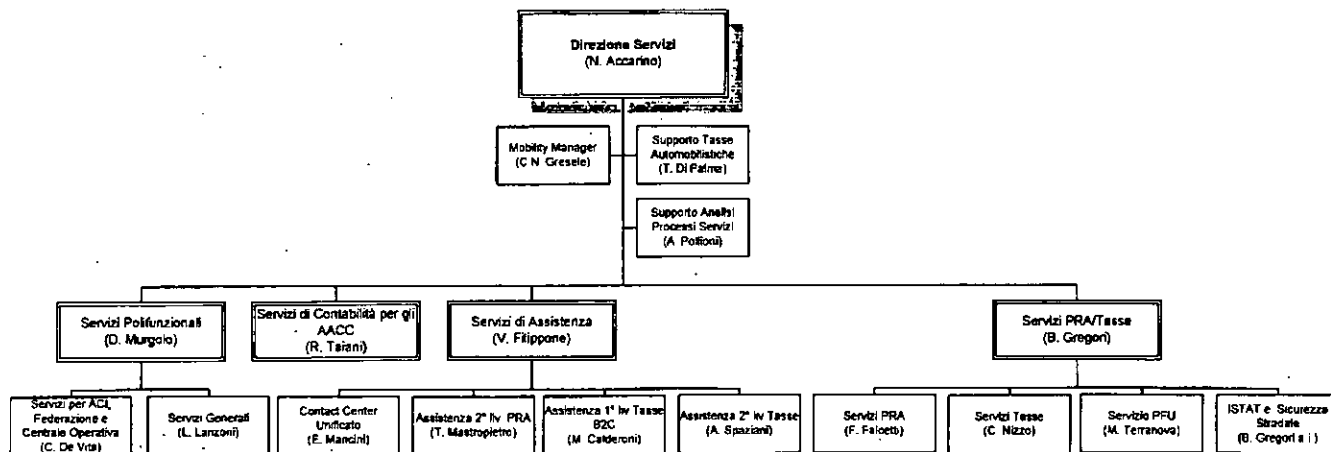 Direzione Servizi
(N. Accarino)
Mobility Manager
(C N Gresele)
Supporto Tasse
Automobilistiche
(T. Di Palma)
Supporto Analisi
Processi Servizi
(A
Servizi Polifunzionali
(D. Murgolo)
Servizi di Contabilità per gli
AACC
(R. Taiani)
Servizi di Assistenza
(V. Filippone)
Servizi PRA/Tasse
(B. Gregori)
Servizi per ACI,
Federazione e
Centrale Operativa
(C. De Vita)
Servizi Generali
(L. Lanzoni)
Contact Center
Unificato
(E. Mancini)
Assistenza 2° liv PRA
(T. Mastropietro)
Assistenza 1° liv Tasse
B2C
(M Calderoni)
Assistenza 2° liv Tasse
(A. Spaziani)
Servizi PRA
(F. Falcetti)
Servizi Tasse
(C Nizzo)
Servizio PFU
(M. Terranova)
ISTAT e Sicurezza
Stradale
(B. Gregori a i)